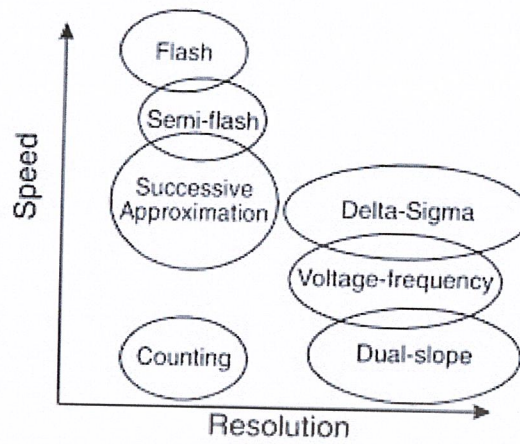 Flash
Semi-flash
Successive
Approximation
Delta-Sigma
Voltage-frequency
Counting
Dual-slope
Speed
Resolution